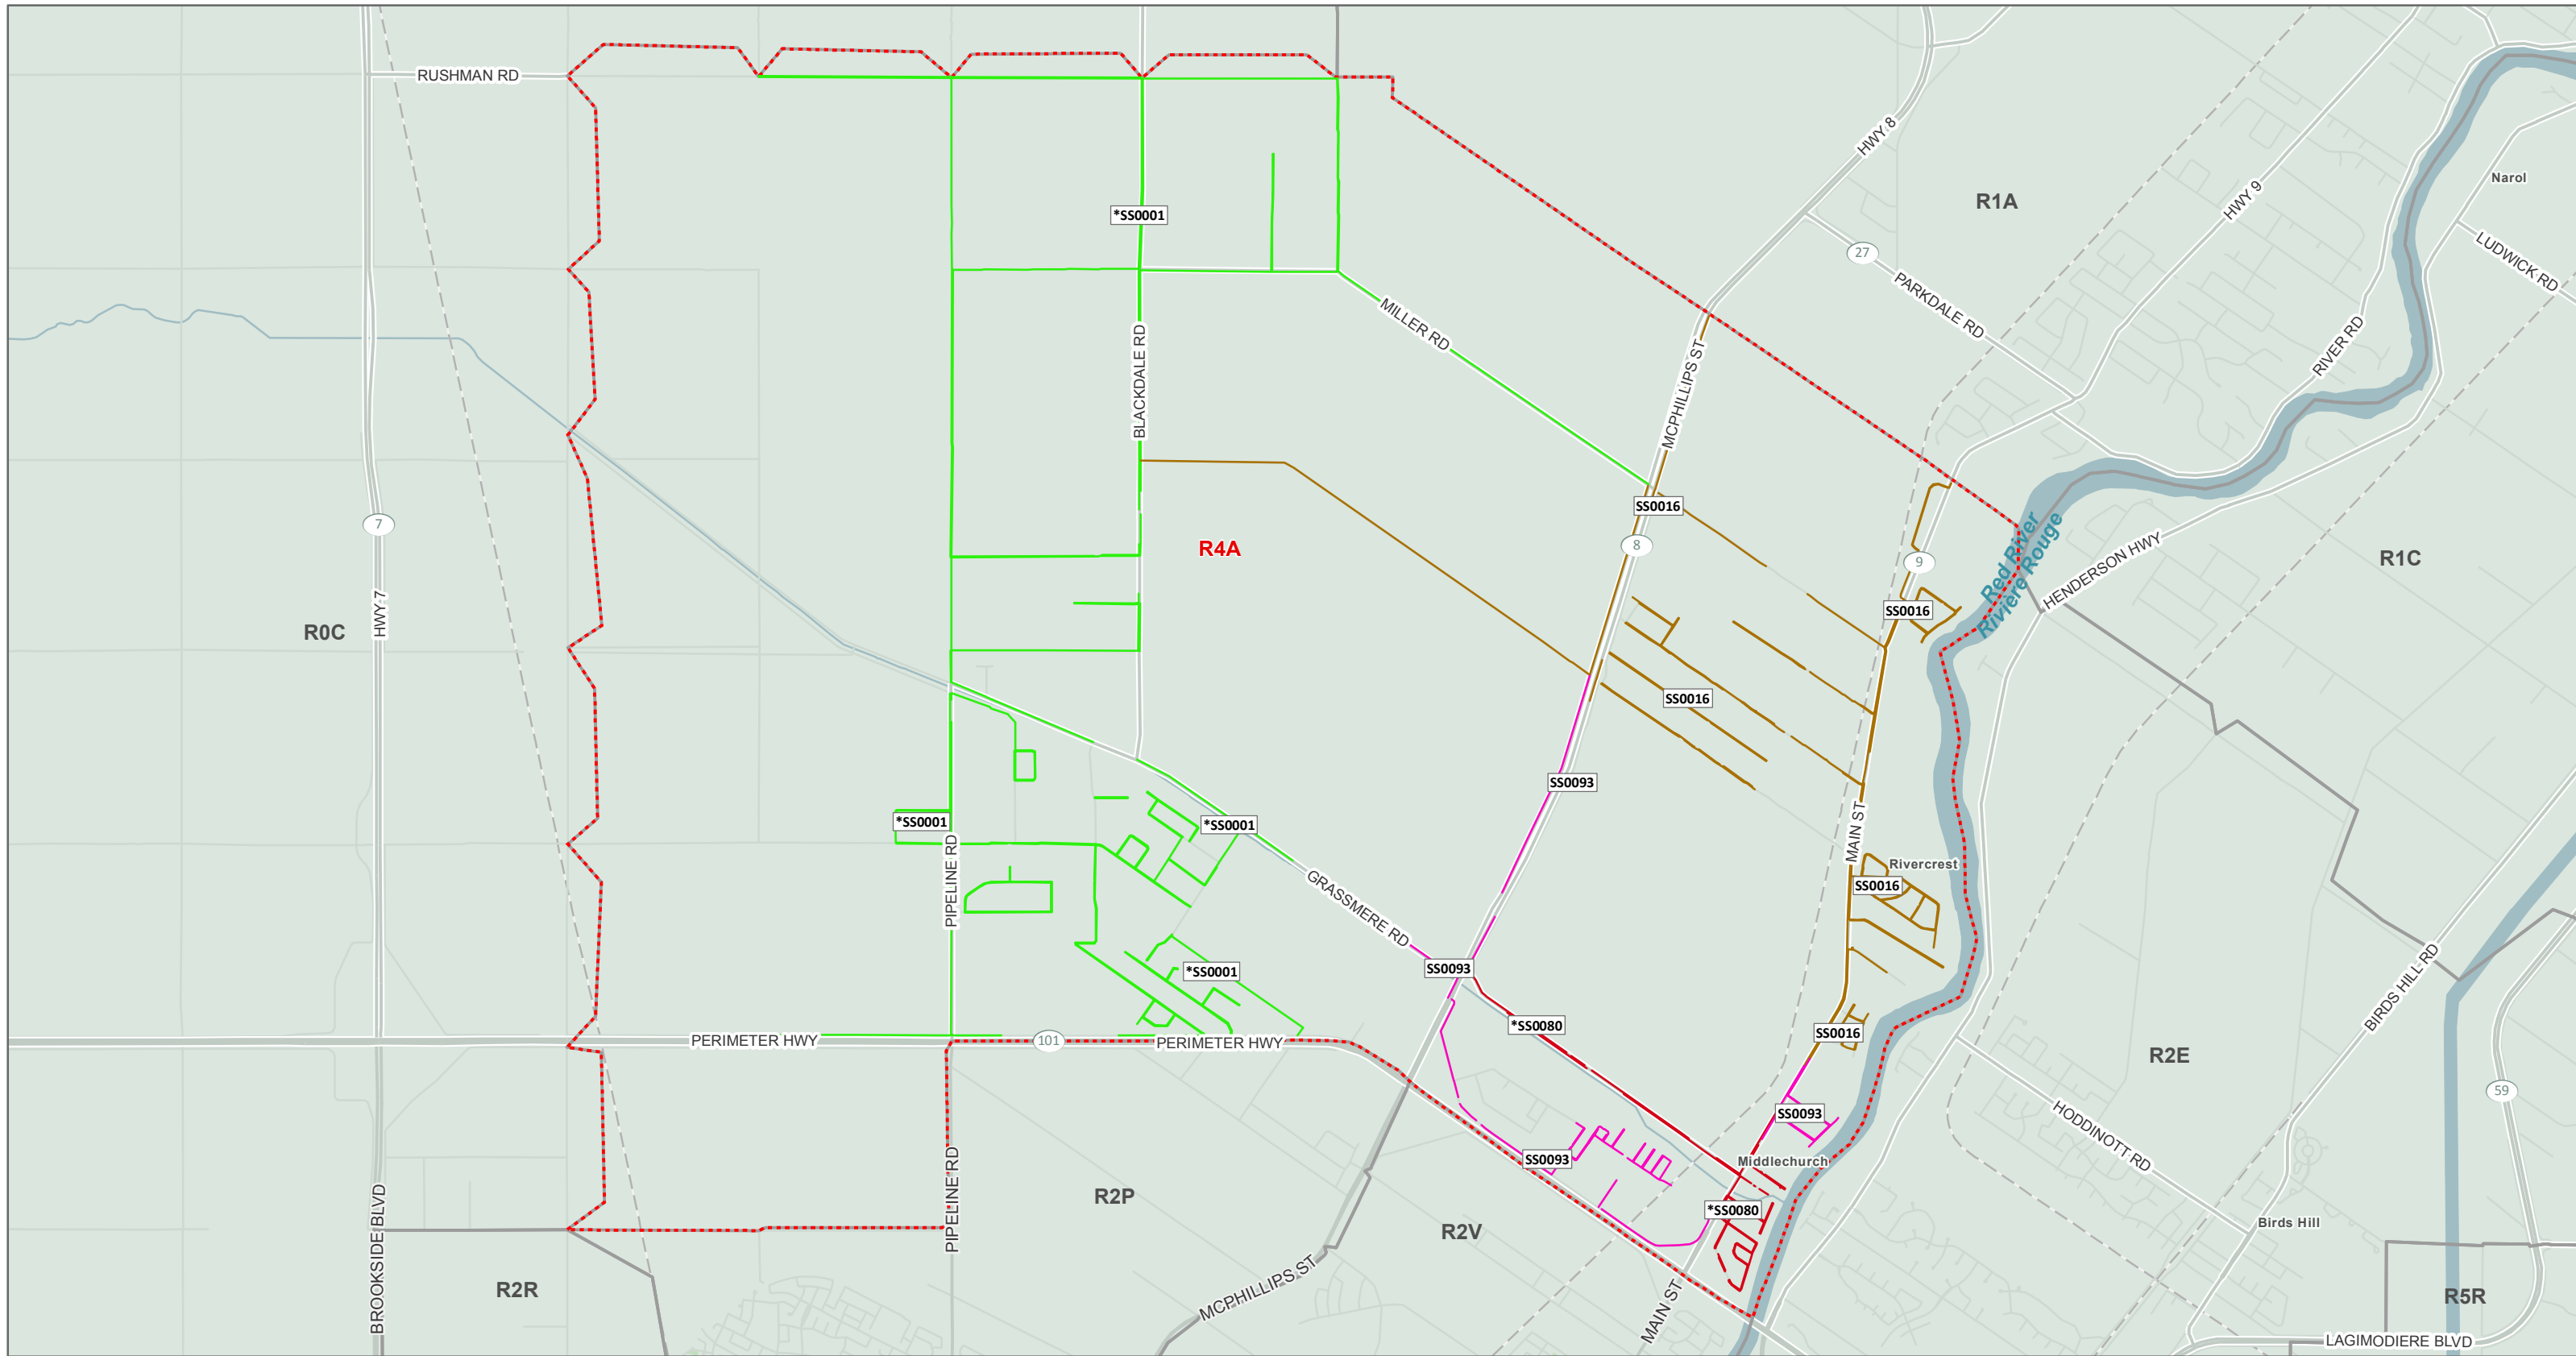 RUSHMAN RD
HWY 8
R1A
Narol
HWY 9
*SS0001
27
PARKDALE RD
LUDWICK RD
MILLER RD
BLACKDALE RD
MCPHILLIPS ST
RIVER RD
7
SS0016
8
R4A
9
Red River
Rivière Rouge
HENDERSON HWY
R1C
HWY 7
R0C
SS0016
SS0016
SS0093
*SS0001
*SS0001
PIPELINE RD
MAIN ST
Rivercrest
SS0016
GRASSMERE RD
SS0093
*SS0001
*SS0080
SS0016
PERIMETER HWY
101
PERIMETER HWY
BIRDS HILL RD
R2E
59
SS0093
HODDINOTT RD
SS0093
Middlechurch
BROOKSIDE BLVD
PIPELINE RD
R2P
*SS0080
R2V
Birds Hill
R2R
MCPHILLIPS ST
MAIN ST
R5R
LAGIMODIERE BLVD